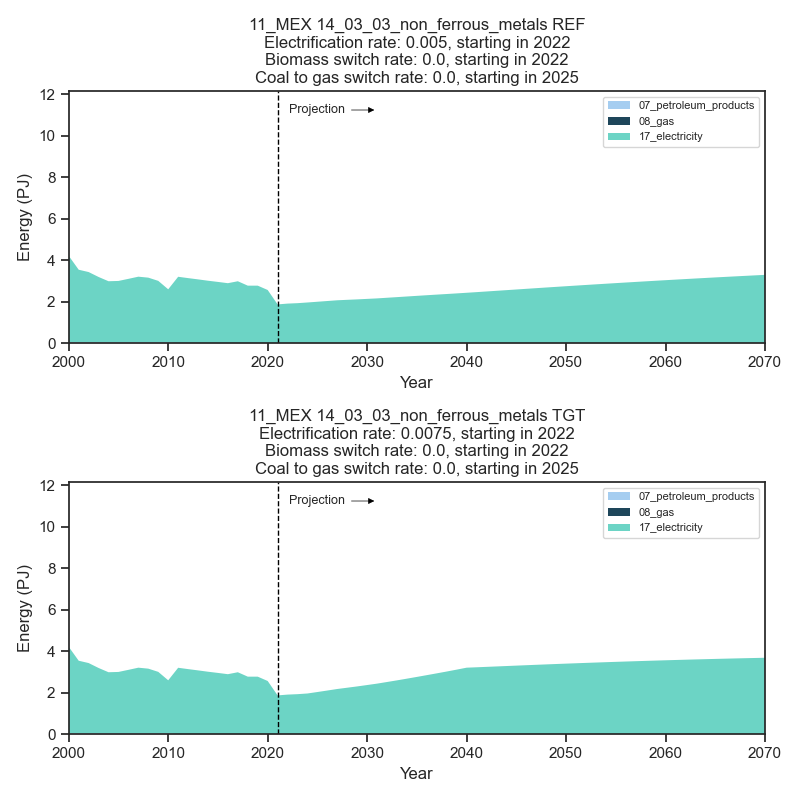 11_MEX 14_03_03_non_ferrous_metals REF
Electrification rate: 0.005, starting in 2022
Biomass switch rate: 0.0, starting in 2022
Coal to gas switch rate: 0.0, starting in 2025
12
10
8
6
4
2
0
Energy (PJ)
Projection
07_petroleum_products
08_gas
17_electricity
2000 2010 2020 2030 2040 2050 2060 2070
Year
11_MEX 14_03_03_non_ferrous_metals TGT
Electrification rate: 0.0075, starting in 2022
Biomass switch rate: 0.0, starting in 2022
Coal to gas switch rate: 0.0, starting in 2025
12
10
8
6
4
2
0
Energy (PJ)
Projection
07_petroleum_products
08_gas
17_electricity
2000 2010 2020 2030 2040 2050 2060 2070
Year